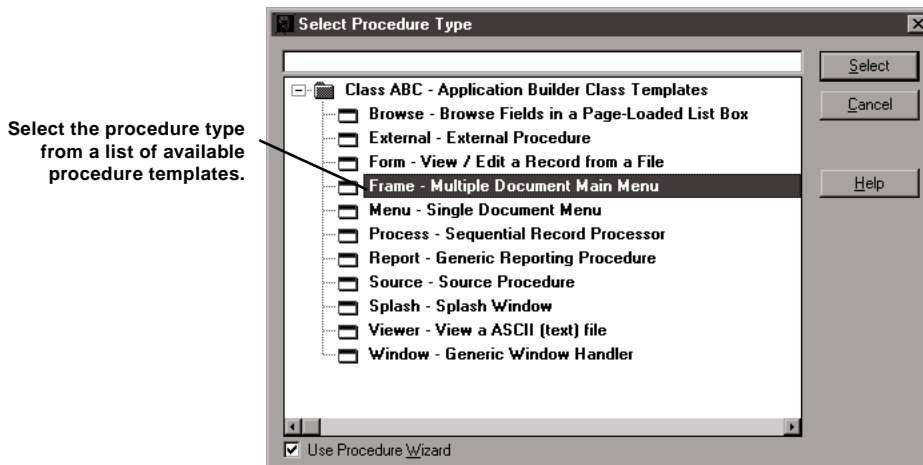 Select Procedure Type
Select
Cancel
Help
Class ABC - Application Builder Class Templates
Browse - Browse Fields in a Page-Loaded List Box
External - External Procedure
Form - View / Edit a Record from a File
Frame - Multiple Document Main Menu
Menu - Single Document Menu
Process - Sequential Record Processor
Report - Generic Reporting Procedure
Source - Source Procedure
Splash - Splash Window
Viewer - View a ASCII (text) file
Window - Generic Window Handler
Use Procedure Wizard
Select the procedure type
from a list of available
procedure templates.